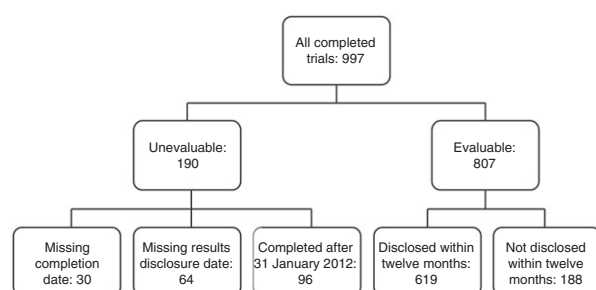 All completed
trials: 997
Unevaluable:
190
Evaluable:
807
Missing
completion
date: 30
Missing results
disclosure date:
64
Completed after
31 January 2012:
96
Disclosed within
twelve months:
619
Not disclosed
within twelve
months: 188